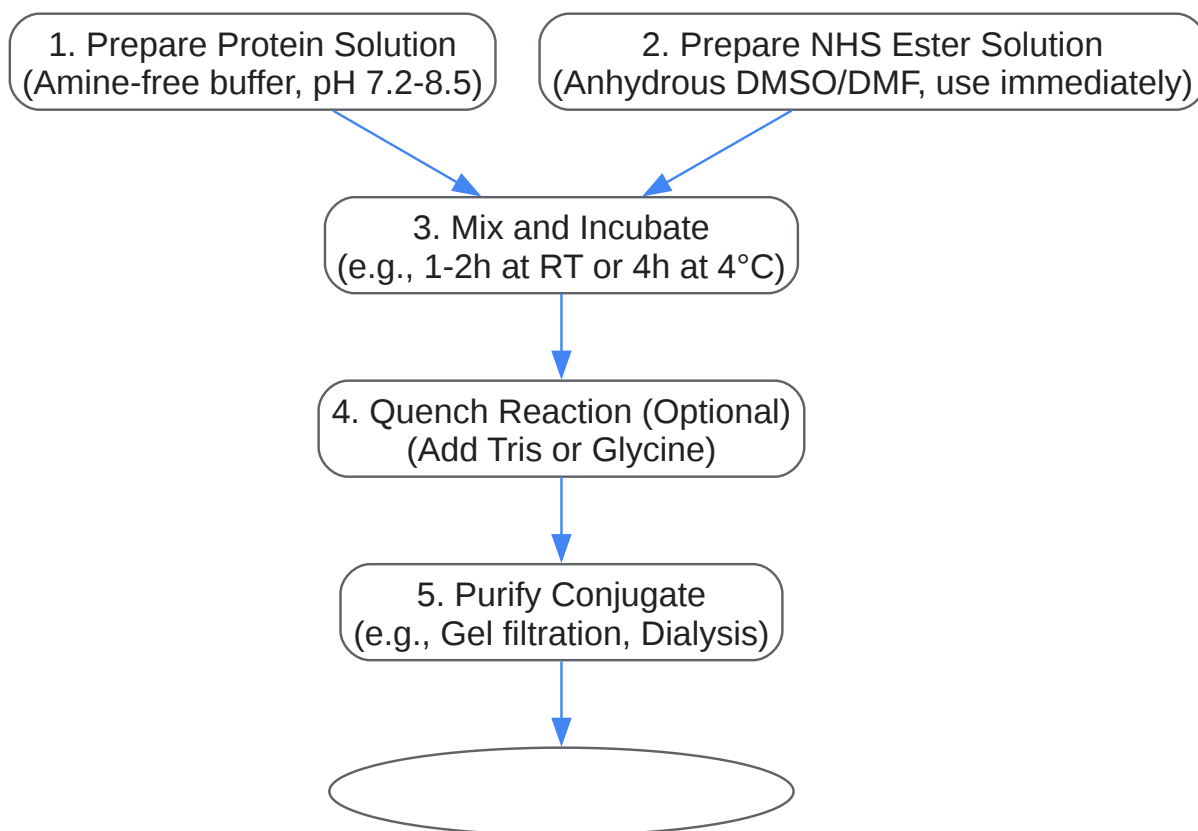 1. Prepare Protein Solution
(Amine-free buffer, pH 7.2-8.5)
2. Prepare NHS Ester Solution
(Anhydrous DMSO/DMF, use immediately)
3. Mix and Incubate
(e.g., 1-2h at RT or 4h at 4°C)
4. Quench Reaction (Optional)
(Add Tris or Glycine)
5. Purify Conjugate
(e.g., Gel filtration, Dialysis)